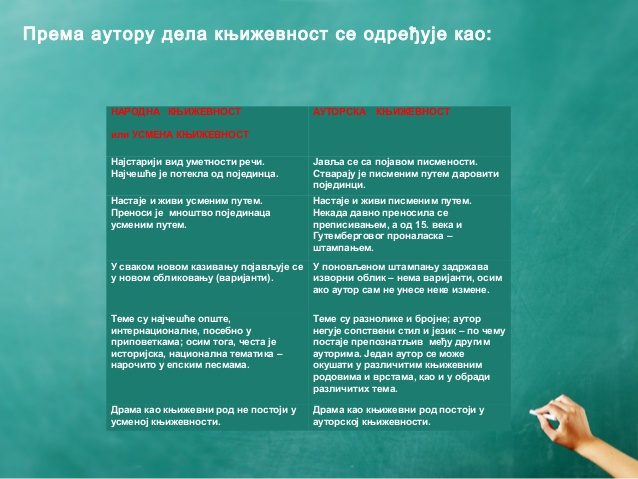 Према аутору дела књижевност се одређује као:
НАРОДНА КЊИЖЕВНОСТ
или УСМЕНА КЊИЖЕВНОСТ
АУТОРСКА КЊИЖЕВНОСТ
Најстарији вид уметности речи.
Најчешће је потекла од појединца.
Јавља се са појавом писмености.
Стварају је писменим путем даровити
појединци.
Настаје и живи усменим путем.
Преноси је мноштво појединаца
усменим путем.
Настаје и живи писменим путем.
Некада давно преносила се
преписивањем, а од 15. века и
Гутемберговог проналаска –
штампањем.
У сваком новом казивању појављује се
у новом обликовању (варијанти).
У поновљеном штампању задржава
изворни облик – нема варијанти, осим
ако аутор сам не унесе неке измене.
Теме су најчешће опште,
интернационалне, посебно у
приповеткама; осим тога, честа је
историјска, национална тематика –
нарочито у епским песмама.
Теме су разнолике и бројне; аутор
негује сопствени стил и језик – по чему
постаје препознатљив међу другим
ауторима. Један аутор се може
окушати у различитим књижевним
родовима и врстама, као и у обради
различитих тема.
Драма као књижевни род не постоји у
усменој књижевности.
Драма као књижевни род постоји у
ауторској књижевности.